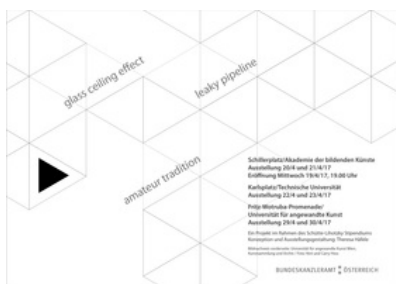 glass ceiling effect
leaky pipeline
amateur tradition
Schillerplatz/Akademie der bildenden Künste
Ausstellung 20/4 und 21/4/17
Eröffnung Mittwoch 19/4/17, 19.00 Uhr
Karlsplatz/Technische Universität
Ausstellung 22/4 und 23/4/17
Fritz-Wotruba-Promenade/
Universität für angewandte Kunst
Ausstellung 29/4 und 30/4/17
Ein Projekt im Rahmen des Schütte-Lihotzky Stipendiums
Konzeption und Ausstellungsgestaltung: Theresa
BUNDESKANZLERAMT ÖSTERREICH